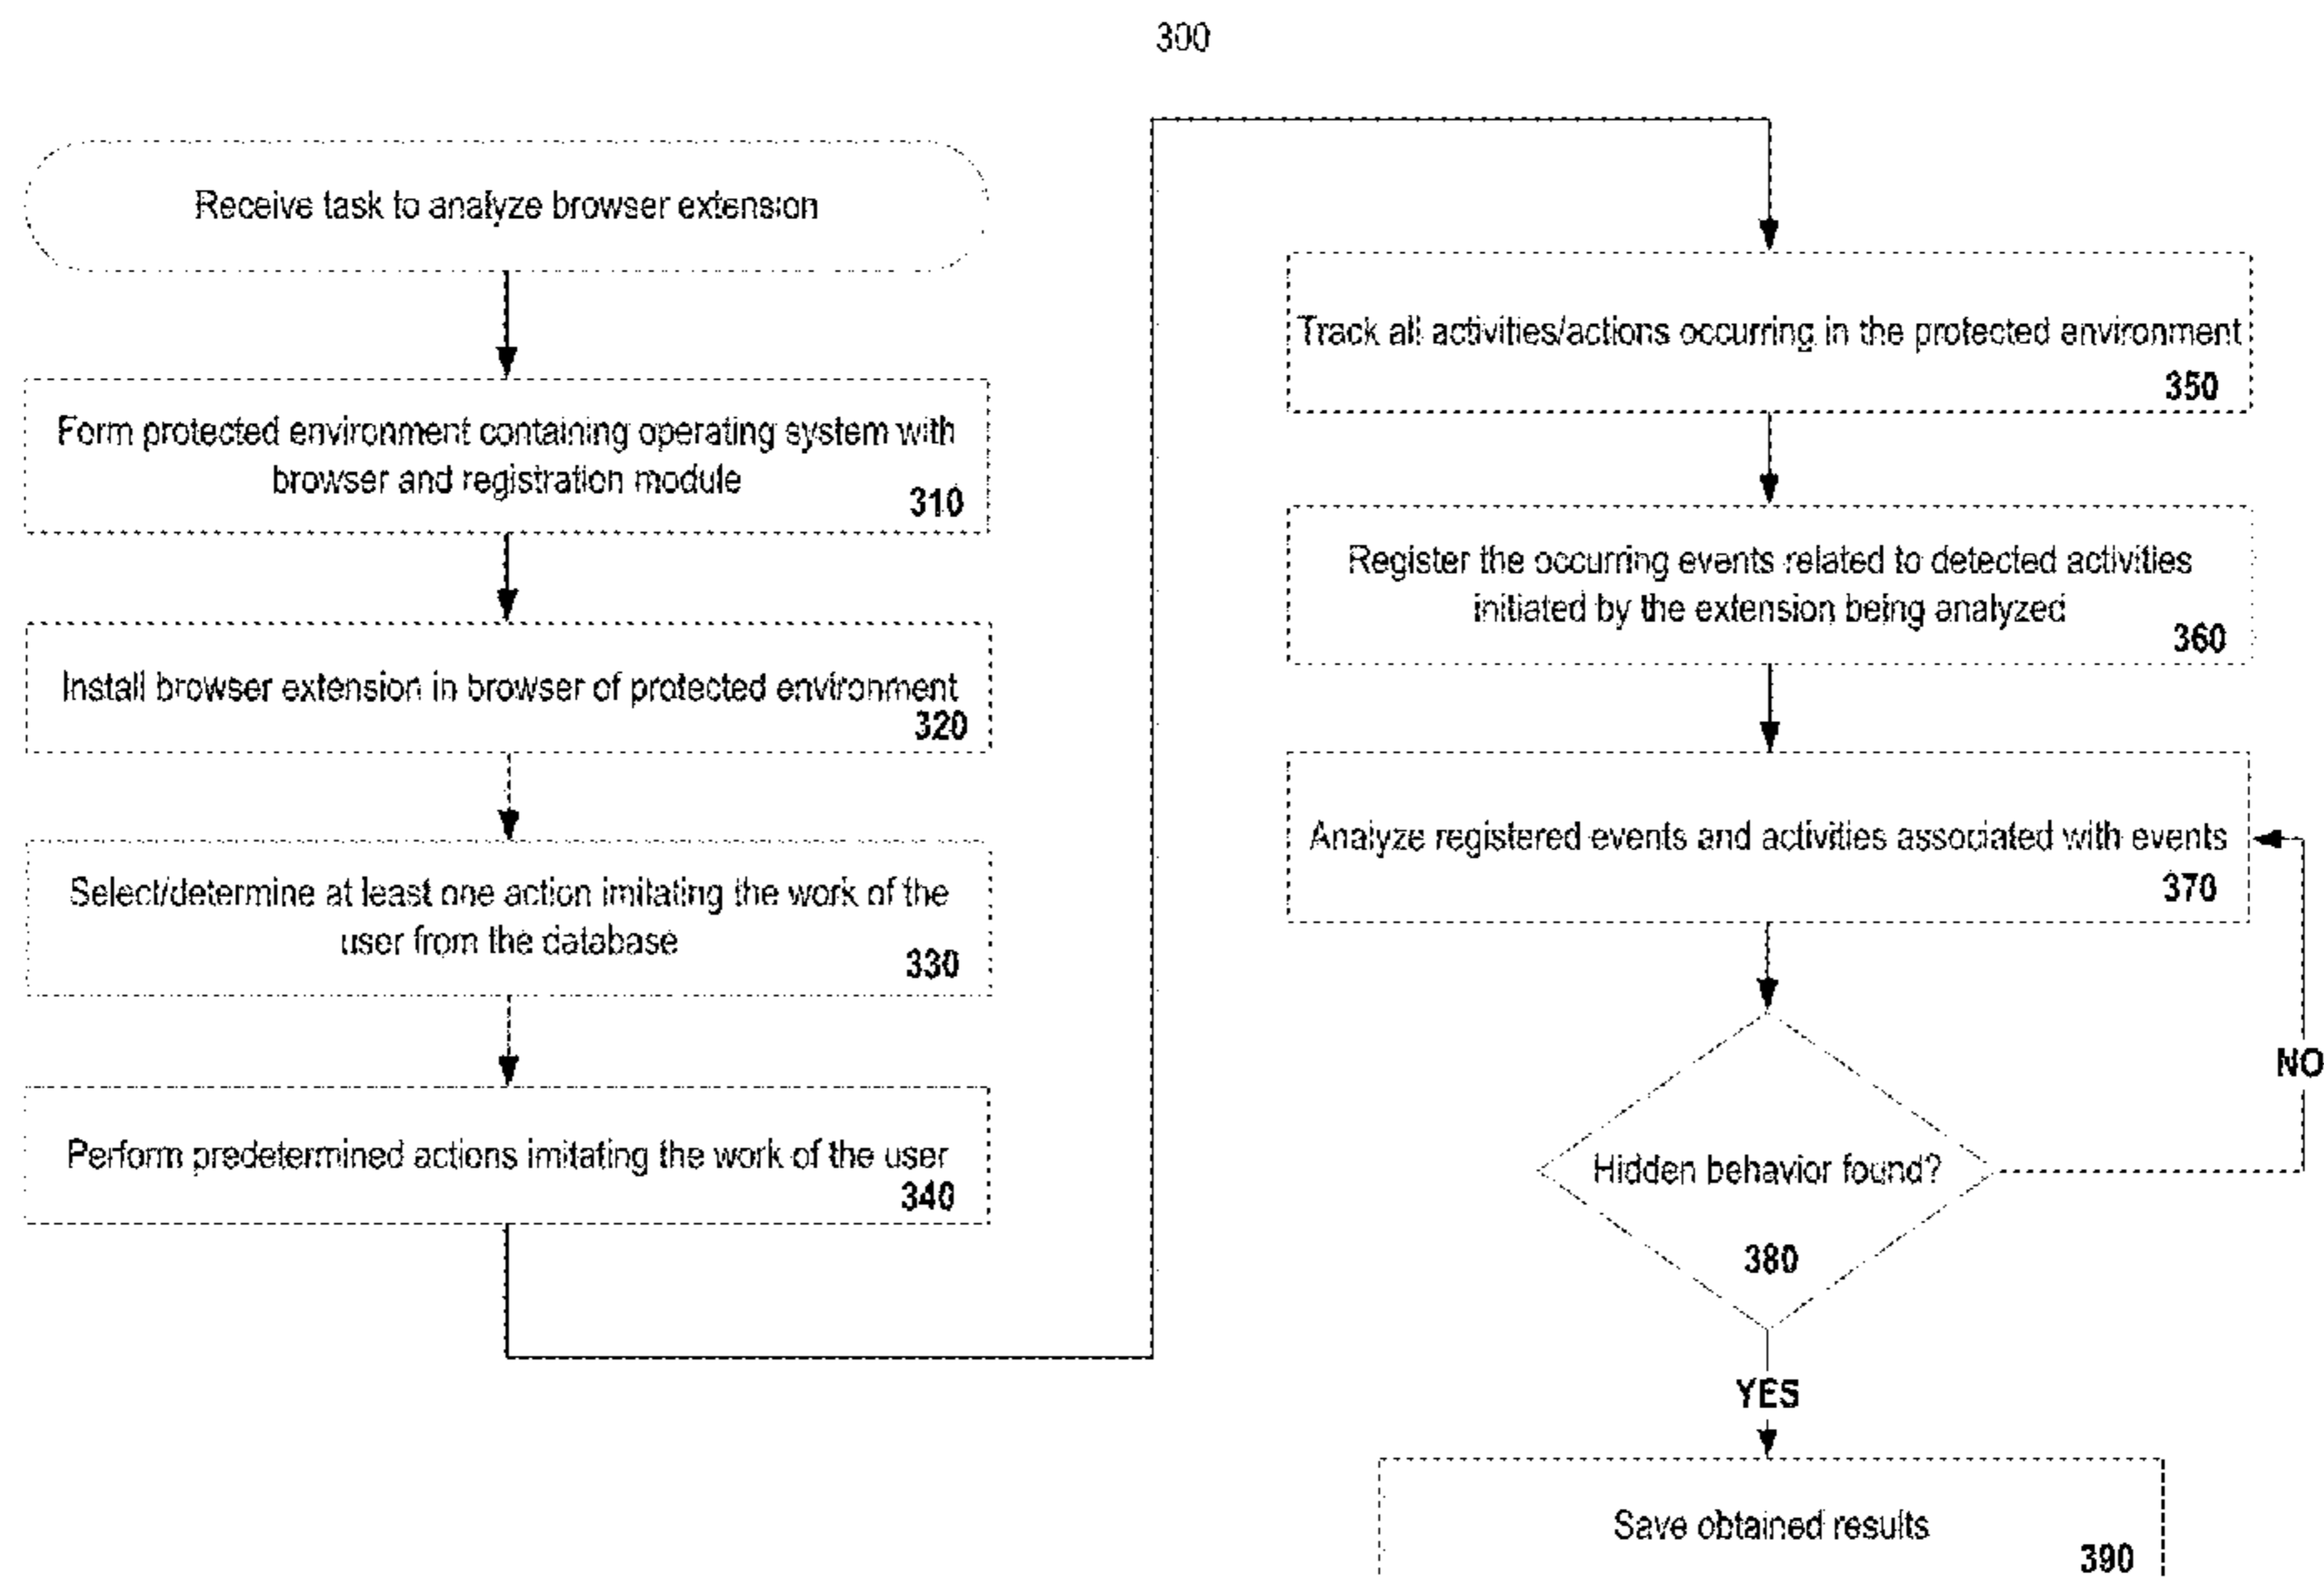 300
Receive task to analyze browser extension
Form protected environment containing operating system with
browser and registration module
310
Install browser extension in browser of protected environment
320
Select/determine at least one action imitating the work of the
user from the database
330
Perform predetermined actions imitating the work of the user
340
Track all activities/actions occurring in the protected environment
350
Register the occurring events related to detected activities
initiated by the extension being analyzed
360
Analyze registered events and activities associated with events
370
NO
Hidden behavior found?
380
YES
Save obtained results
390